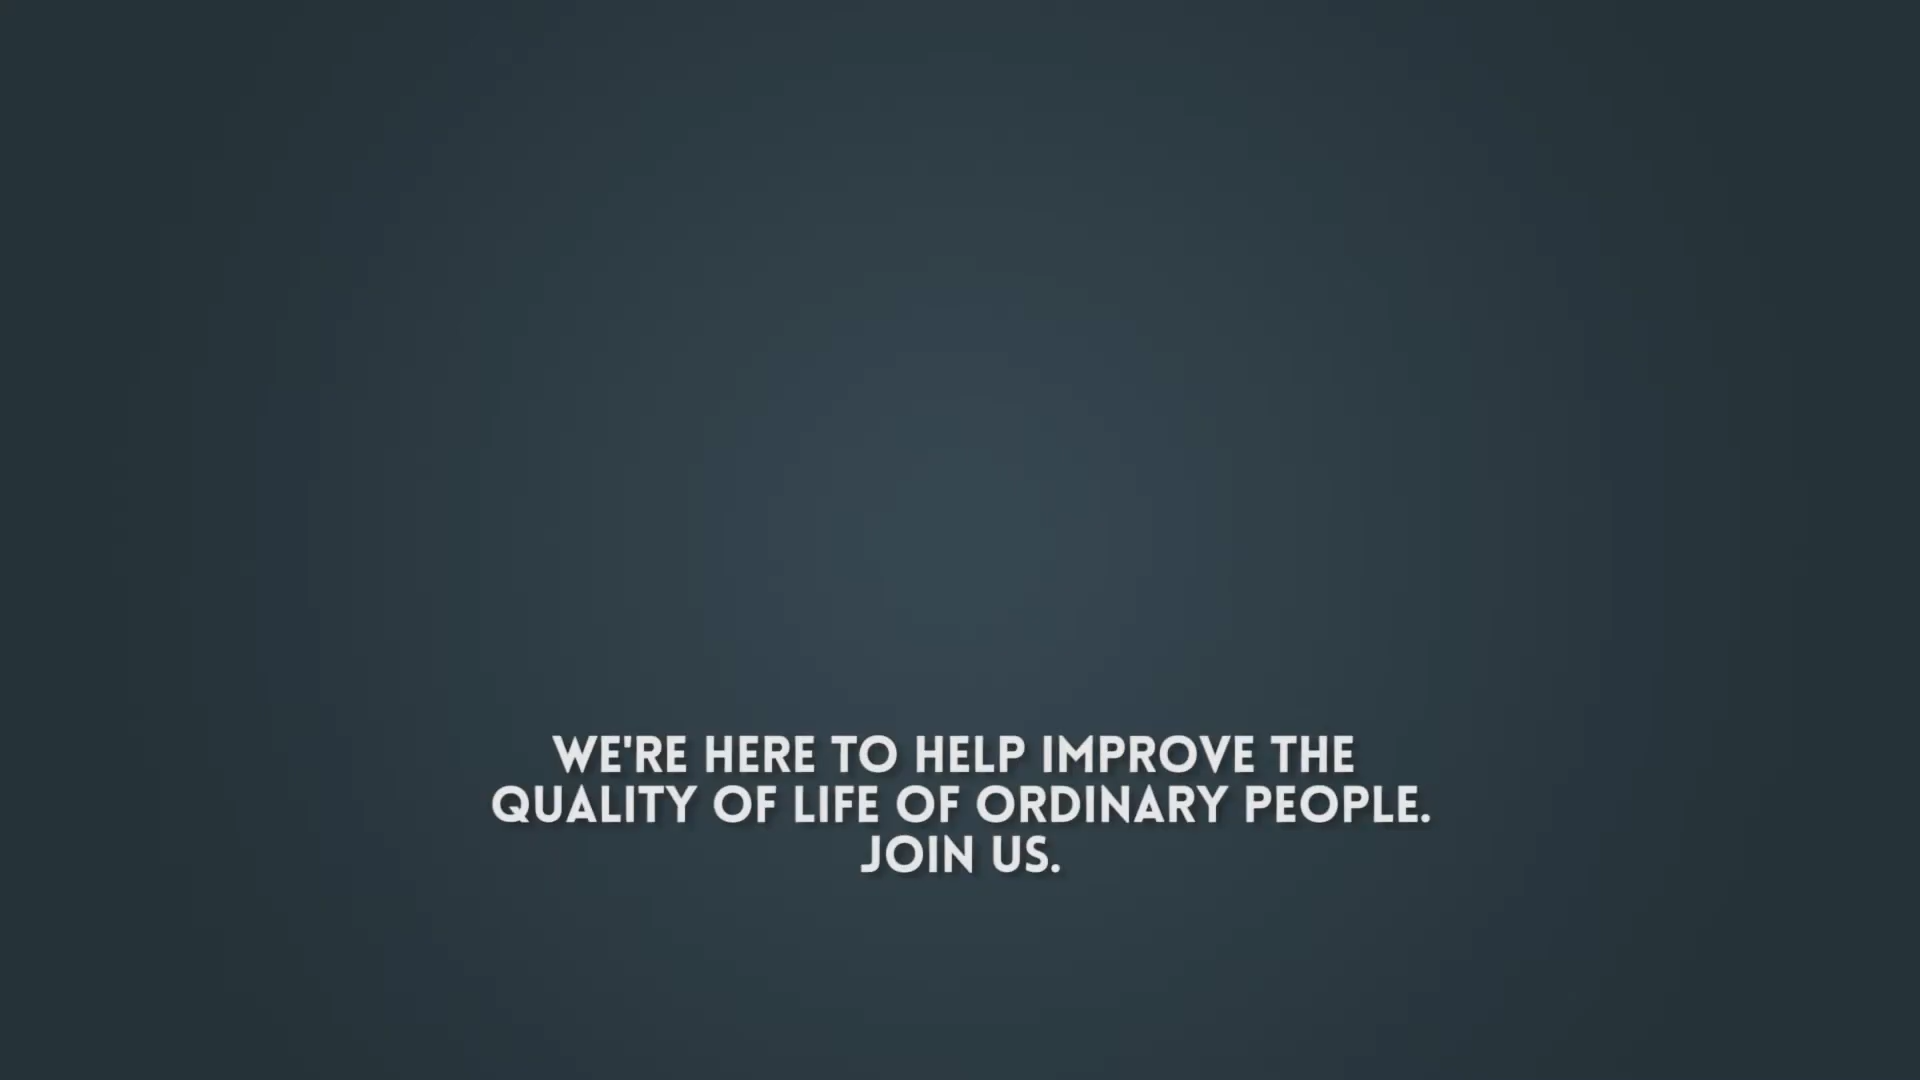 WE'RE HERE TO HELP IMPROVE THE
QUALITY OF LIFE OF ORDINARY PEOPLE.
JOIN US.